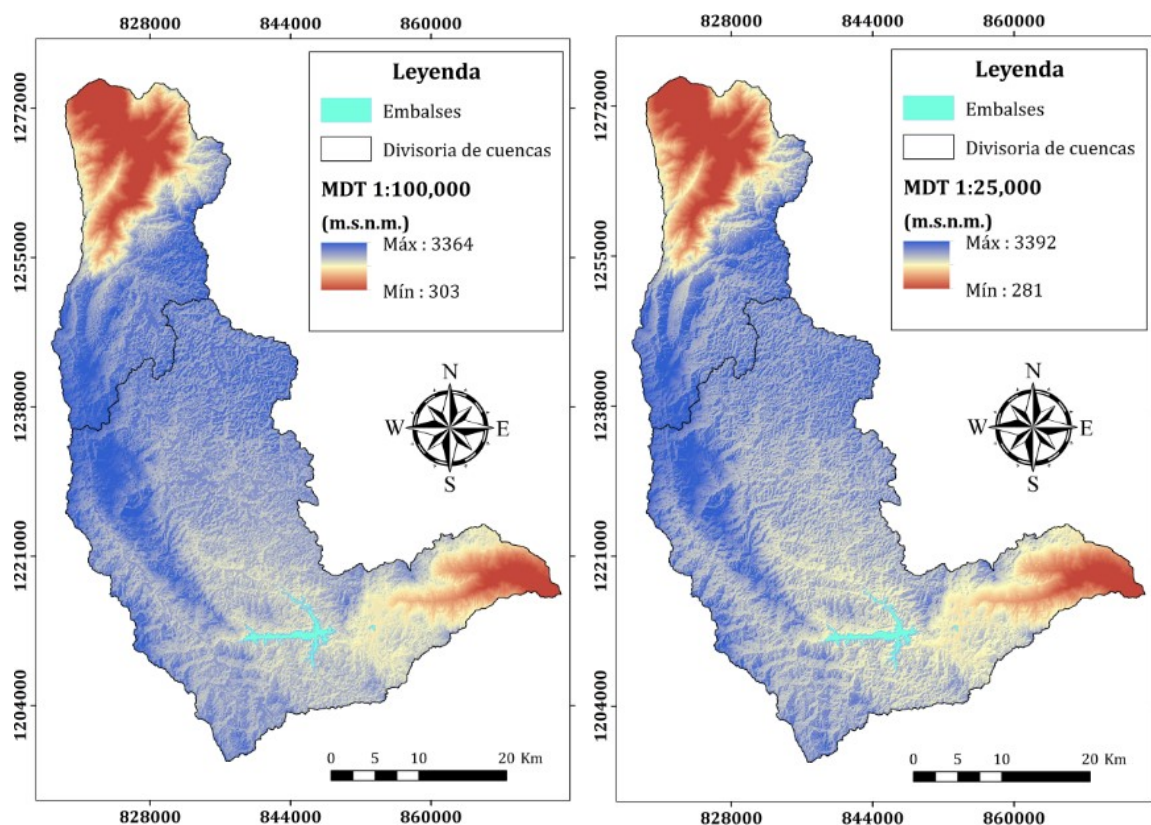 828000 844000 860000
Leyenda
Embalses
Divisoria de cuencas
MDT 1:100,000
(m.s.n.m.)
Máx : 3364
Mín : 303
N
W E
S
1272000
1255000
1238000
1221000
1204000
0 5 10 20 Km
828000 844000 860000
828000 844000 860000
Leyenda
Embalses
Divisoria de cuencas
MDT 1:25,000
(m.s.n.m.)
Máx : 3392
Mín : 281
N
W E
S
1272000
1255000
1238000
1221000
1204000
0 5 10 20 Km
828000 844000 860000